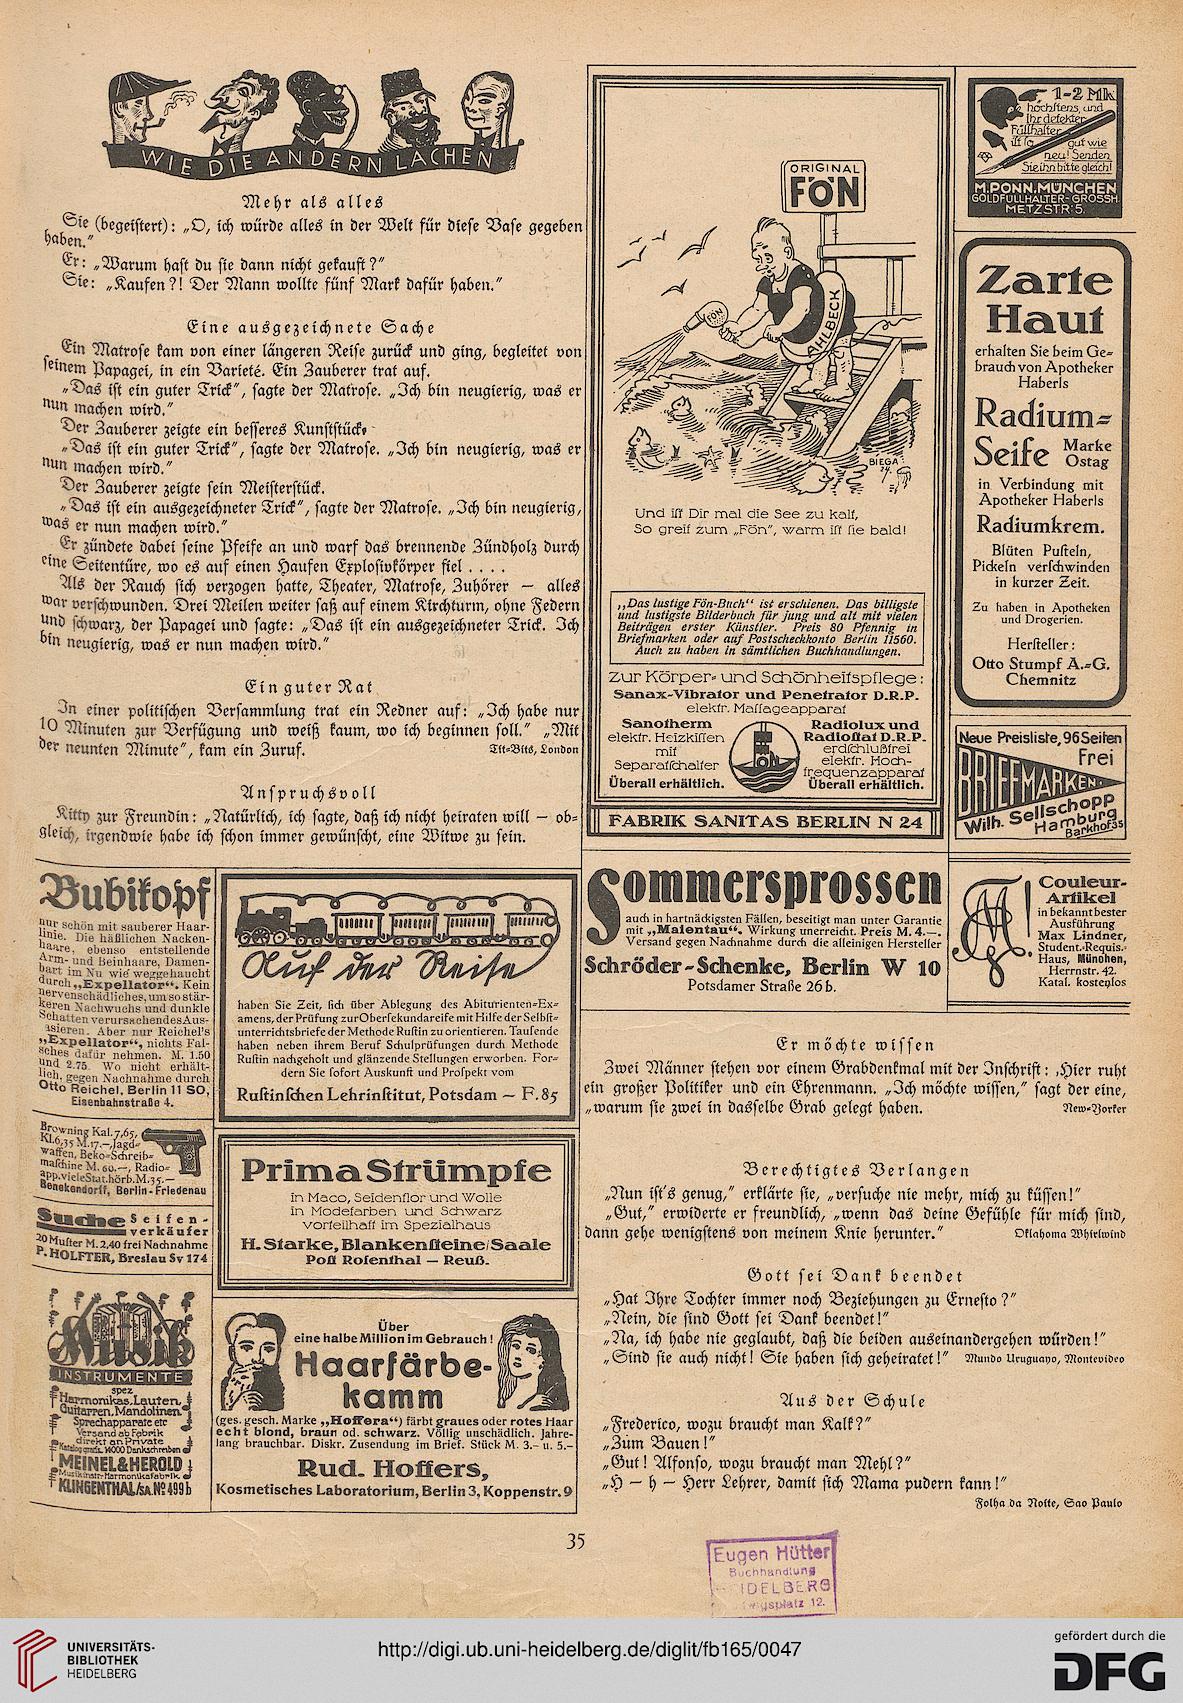 WIE DIE ANDERN LACHEN
Mehr als alles
Sie (begeistert): „O, ich würde alles in der Welt für diese Vase gegeben
haben."
Er: „Warum hast du sie dann nicht gekauft?"
Sie: „Kaufen?! Der Mann wollte fünf Mark dafür haben."
Eine ausgezeichnete Sache
Ein Matrose kam von einer längeren Reise zurück und ging, begleitet von
seinem Papagei, in ein Varieté. Ein Zauberer trat auf.
„Das ist ein guter Trick", sagte der Matrose. „Ich bin neugierig, was er
nun machen wird."
Der Zauberer zeigte ein besseres Kunststück.
„Das ist ein guter Trick", sagte der Matrose. „Ich bin neugierig, was er
nun machen wird."
Der Zauberer zeigte sein Meisterstück.
„Das ist ein ausgezeichneter Trick", sagte der Matrose. „Ich bin neugierig,
was er nun machen wird."
Er zündete dabei seine Pfeife an und warf das brennende Zündholz durch
eine Seitentüre, wo es auf einen Haufen Explosivkörper fiel . . . .
Als der Rauch sich verzogen hatte, Theater, Matrose, Zuhörer — alles
war verschwunden. Drei Meilen weiter saß auf einem Kirchturm, ohne Federn
und schwarz, der Papagei und sagte: „Das ist ein ausgezeichneter Trick. Ich
bin neugierig, was er nun machen wird."
Ein guter Rat
In einer politischen Versammlung trat ein Redner auf: „Ich habe nur
10 Minuten zur Verfügung und weiß kaum, wo ich beginnen soll." „Mit
der neunten Minute", kam ein Zuruf. Tit-Bits, London
Anspruchsvoll
Kitty zur Freundin: „Natürlich, ich sagte, daß ich nicht heiraten will — ob-
gleich, irgendwie habe ich schon immer gewünscht, eine Witwe zu sein.
ORIGINAL
FÖN
FÖN
AHLBECK
BIEGA
Und ist Dir mal die See zu kalt,
So greif zum „Fön", warm ist sie bald!
„Das lustige Fön-Buch" ist erschienen. Das billigste
und lustigste Bilderbuch für jung und alt mit vielen
Beiträgen erster Künstler. Preis 80 Pfennig in
Briefmarken oder auf Postscheckkonto Berlin 11560.
Auch zu haben in sämtlichen Buchhandlungen.
Zur Körper- und Schönheitspflege:
Sanax-Vibrator und Penetrator D.R.P.
elektr. Massageapparat
Sanotherm
elektr. Heizkissen
mit
Separatschalter
Überall erhältlich.
Radiolux und
Radiostat D.R.P.
erdschlußfrei
elektr. Hoch-
frequenzapparat
Überall erhältlich.
FABRIK SANITAS BERLIN N 24
1-2 Mk
höchstens, und
Ihr defekter
Füllhalter
ist so gut wie
neu! Senden
Sie ihn bitte gleich!
M. PONN. MÜNCHEN
GOLDFÜLLHALTER-GROSSH
METZSTR. 5.
Zarte
Haut
erhalten Sie beim Ge-
brauch von Apotheker
Haberls
Radium-
Seife Marke
Ostag
in Verbindung mit
Apotheker Haberls
Radiumkrem.
Blüten Pusteln,
Pickeln verschwinden
in kurzer Zeit.
Zu haben in Apotheken
und Drogerien.
Hersteller:
Otto Stumpf A.-G.
Chemnitz
Neue Preisliste, 96 Seiten
Frei
BRIEFMARKEN.
Wilh. Sellschopp
Hamburg
Barkhof 35
Bubikopf
nur schön mit sauberer Haar-
linie. Die häßlichen Nacken-
haare, ebenso entstellende
Arm- und Beinhaare, Damen-
bart im Nu wie weggehaucht
durch „Expellator". Kein
nervenschädliches, um so stär-
keren Nachwuchs und dunkle
Schatten verursachendes Aus-
rasieren. Aber nur Reichel's
„Expellator", nichts Fal-
sches dafür nehmen. M. 1.50
und 2.75. Wo nicht erhält-
lich, gegen Nachnahme durch
Otto Reichel, Berlin 11 SO,
Eisenbahnstraße 4.
Auf der Reise
haben Sie Zeit, sich über Ablegung des Abiturienten-Ex-
amens, der Prüfung zur Obersekundareife mit Hilfe der Selbst-
unterrichtsbriefe der Methode Rustin zu orientieren. Tausende
haben neben ihrem Beruf Schulprüfungen durch Methode
Rustin nachgeholt und glänzende Stellungen erworben. For-
dern Sie sofort Auskunft und Prospekt vom
Rustinschen Lehrinstitut, Potsdam — F. 85
Sommersprossen
auch in hartnäckigsten Fällen, beseitigt man unter Garantie
mit „Maientau". Wirkung unerreicht. Preis M. 4.—.
Versand gegen Nachnahme durch die alleinigen Hersteller
Schröder-Schenke, Berlin W 10
Potsdamer Straße 26 b.
Couleur-
Artikel
in bekannt bester
Ausführung
Max Lindner,
Student.-Requis.-
Haus, München,
Herrnstr. 42.
Katal. kostenlos
Browning Kal. 7,65,
Kl. 6,35 M. 17.—, Jagd-
waffen, Beko-Schreib-
maschine M. 60.—, Radio-
app. viele Stat. hörb. M. 35.—
Benekendorff, Berlin-Friedenau
Suche Seifen-
verkäufer
20 Muster M. 2,40 frei Nachnahme
P. HOLFTER, Breslau Sv 174
Prima Strümpfe
in Maco, Seidenflor und Wolle
in Modefarben und Schwarz
vorteilhaft im Spezialhaus
H. Starke, Blankensteine/Saale
Post Rosenthal — Reuß.
Musik
INSTRUMENTE
spez.
Harmonikas, Lauten,
Guitarren, Mandolinen.
Sprechapparate etc
Versand ab Fabrik
direkt an Private
Katalog gratis. 14000 Dankschreiben
MEINEL & HEROLD
Musikinstr.-Harmonikafabrik.
KLINGENTHAL/SA. No 499 b
Über
eine halbe Million im Gebrauch!
Haarfärbe-
kamm
(ges. gesch. Marke „Hoffera") färbt graues oder rotes Haar
echt blond, braun od. schwarz. Völlig unschädlich. Jahre-
lang brauchbar. Diskr. Zusendung im Brief. Stück M. 3.- u. 5.-
Rud. Hoffers,
Kosmetisches Laboratorium, Berlin 3, Koppenstr. 9
Er möchte wissen
Zwei Männer stehen vor einem Grabdenkmal mit der Inschrift: ‚Hier ruht
ein großer Politiker und ein Ehrenmann. „Ich möchte wissen," sagt der eine,
„warum sie zwei in dasselbe Grab gelegt haben. New-Yorker
Berechtigtes Verlangen
„Nun ist's genug," erklärte sie, „versuche nie mehr, mich zu küssen!"
„Gut," erwiderte er freundlich, „wenn das deine Gefühle für mich sind,
dann gehe wenigstens von meinem Knie herunter." Oklahoma Whirlwind
Gott sei Dank beendet
„Hat Ihre Tochter immer noch Beziehungen zu Ernesto?"
„Nein, die sind Gott sei Dank beendet!"
„Na, ich habe nie geglaubt, daß die beiden auseinandergehen würden!"
„Sind sie auch nicht! Sie haben sich geheiratet!" Mundo Uruguayo, Montevideo
Aus der Schule
„Frederico, wozu braucht man Kalk?"
„Zum Bauen!"
„Gut! Alfonso, wozu braucht man Mehl?"
„H — h — Herr Lehrer, damit sich Mama pudern kann!"
Folha da Noite, Sao Paulo
35
Eugen Hütter
Buchhandlung
IDELBERG
wigsplatz 12.
UNIVERSITÄTS-
BIBLIOTHEK
HEIDELBERG
http://digi.ub.uni-heidelberg.de/diglit/fb165/0047
gefördert durch die
DFG